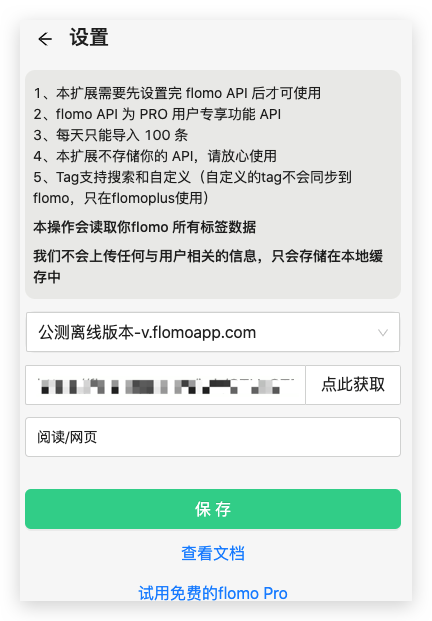 设置
1、本扩展需要先设置完 flomo API 后才可使用
2、flomo API 为 PRO 用户专享功能 API
3、每天只能导入 100 条
4、本扩展不存储你的 API，请放心使用
5、Tag支持搜索和自定义（自定义的tag不会同步到
flomo，只在flomoplus使用）
本操作会读取你flomo 所有标签数据
我们不会上传任何与用户相关的信息，只会存储在本地缓
存中
公测离线版本-v.flomoapp.com
点此获取
阅读/网页
保 存
查看文档
试用免费的flomo Pro